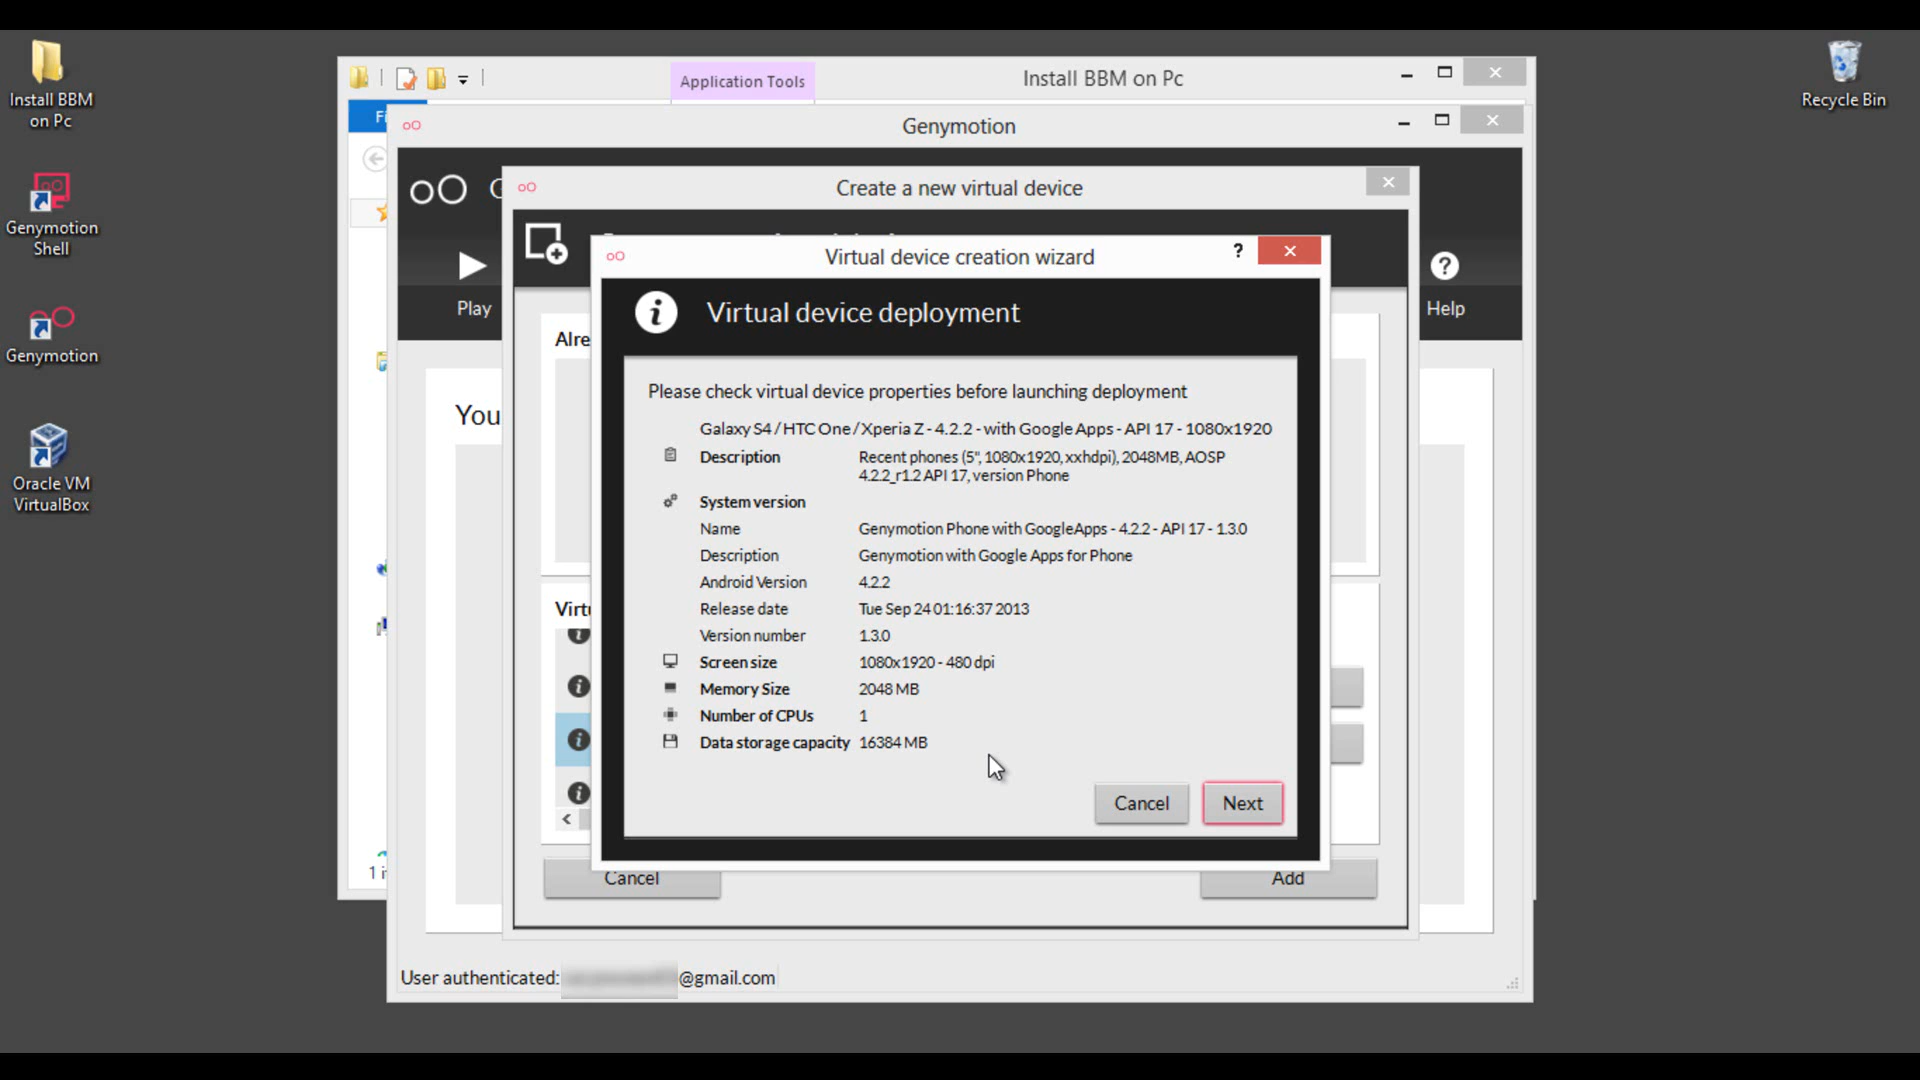 Install BBM
on Pc
Genymotion
Shell
Genymotion
Oracle VM
VirtualBox
Recycle Bin
Application Tools
Install BBM on Pc
Genymotion
Create a new virtual device
Play
Help
You
Alre
Virtual device creation wizard
?
Virtual device deployment
Please check virtual device properties before launching deployment
Galaxy S4 / HTC One / Xperia Z - 4.2.2 - with Google Apps - API 17 - 1080x1920
Description Recent phones (5", 1080x1920, xxhdpi), 2048MB, AOSP
4.2.2_r1.2 API 17, version Phone
System version
Name Genymotion Phone with GoogleApps - 4.2.2 - API 17 - 1.3.0
Description Genymotion with Google Apps for Phone
Android Version 4.2.2
Release date Tue Sep 24 01:16:37 2013
Version number 1.3.0
Screen size 1080x1920 - 480 dpi
Memory Size 2048 MB
Number of CPUs 1
Data storage capacity 16384 MB
Cancel Next
Cancel Add
User authenticated: @gmail.com